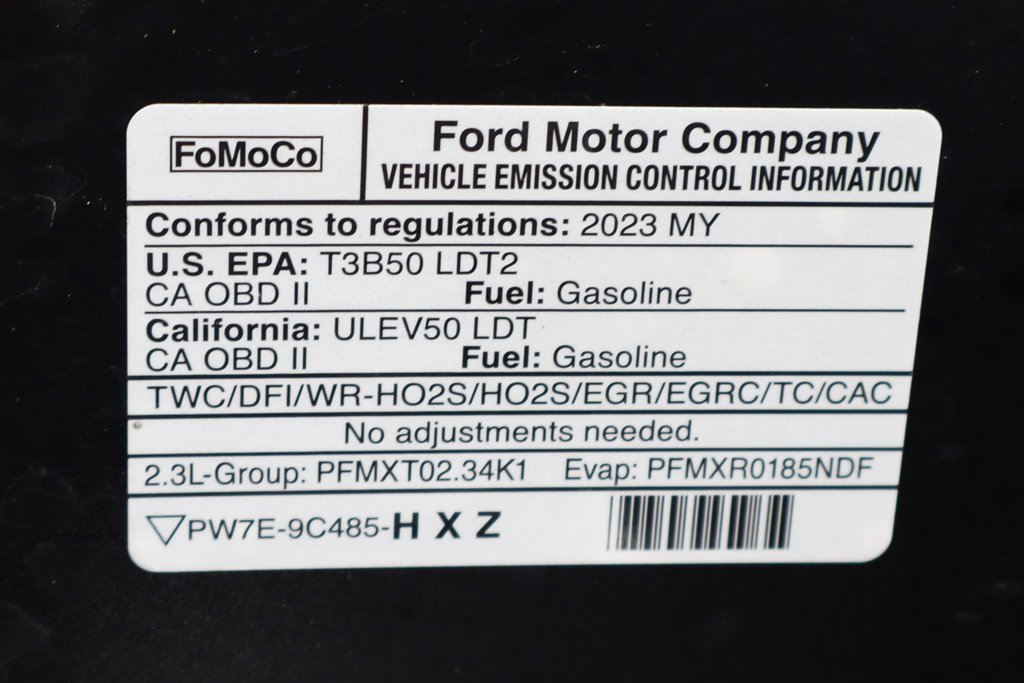 FoMoCo
Ford Motor Company
VEHICLE EMISSION CONTROL INFORMATION
Conforms to regulations: 2023 MY
U.S. EPA: T3B50 LDT2
CA OBD II Fuel: Gasoline
California: ULEV50 LDT
CA OBD II Fuel: Gasoline
TWC/DFI/WR-HO2S/HO2S/EGR/EGRC/TC/CAC
No adjustments needed.
2.3L-Group: PFMXT02.34K1 Evap: PFMXR0185NDF
PW7E-9C485-H X Z